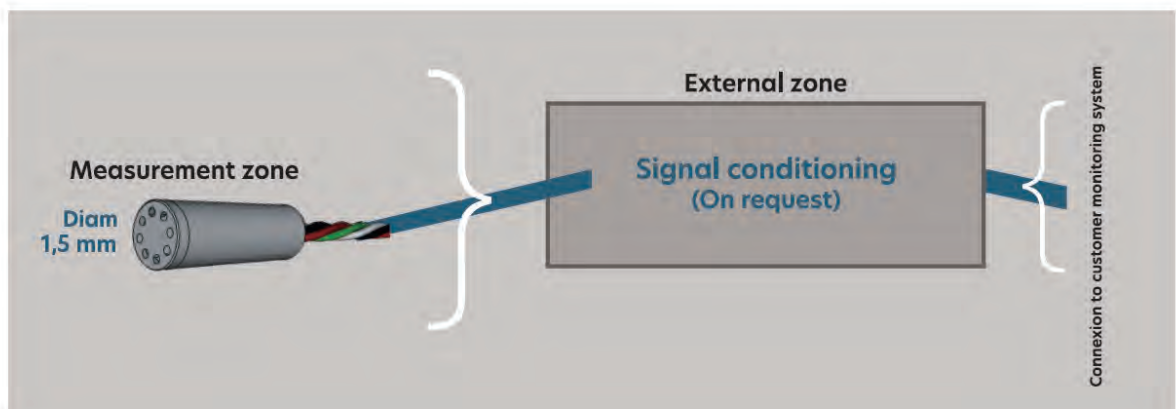 Measurement zone
Diam
1,5 mm
External zone
Signal conditioning
(On request)
Connexion to customer monitoring system